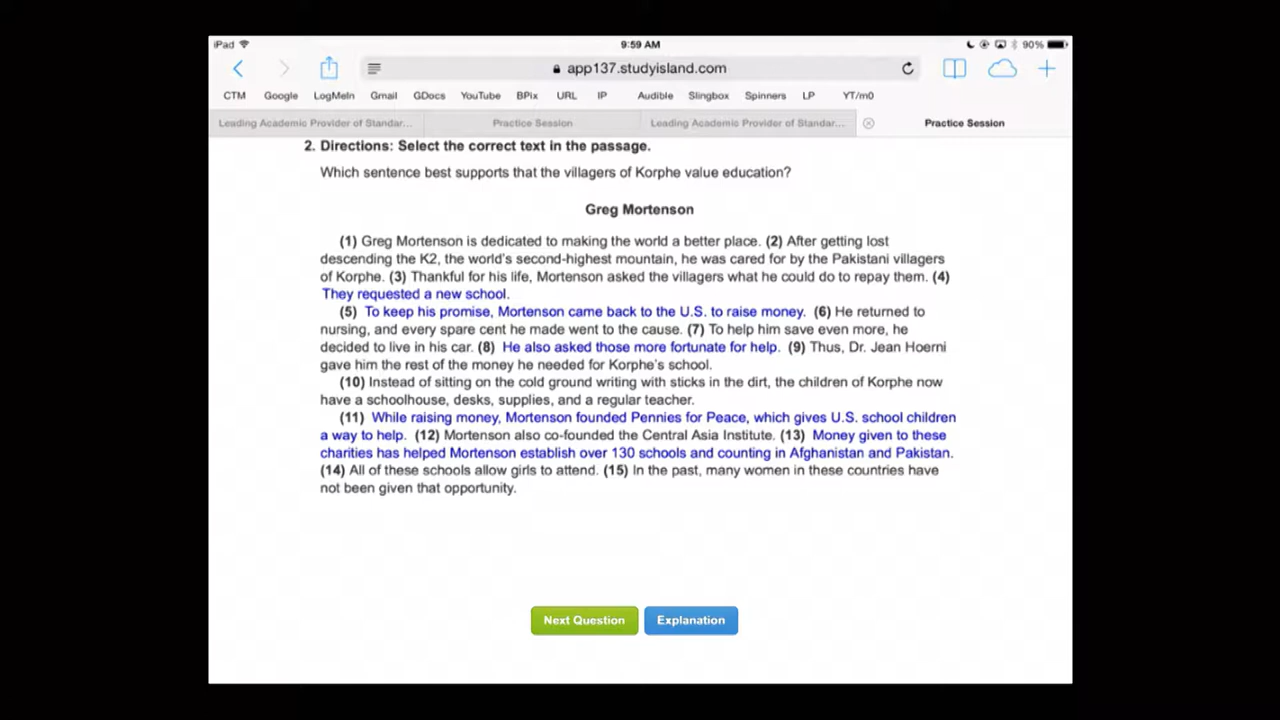 iPad 9:59 AM 90%
app137.studyisland.com
CTM Google LogMeIn Gmail GDocs YouTube BPix URL IP Audible Slingbox Spinners LP YT/m0
Leading Academic Provider of Standar... Practice Session Leading Academic Provider of Standar... Practice Session
2. Directions: Select the correct text in the passage.
Which sentence best supports that the villagers of Korphe value education?
Greg Mortenson
(1) Greg Mortenson is dedicated to making the world a better place. (2) After getting lost
descending the K2, the world's second-highest mountain, he was cared for by the Pakistani villagers
of Korphe. (3) Thankful for his life, Mortenson asked the villagers what he could do to repay them. (4)
They requested a new school.
(5) To keep his promise, Mortenson came back to the U.S. to raise money. (6) He returned to
nursing, and every spare cent he made went to the cause. (7) To help him save even more, he
decided to live in his car. (8) He also asked those more fortunate for help. (9) Thus, Dr. Jean Hoerni
gave him the rest of the money he needed for Korphe's school.
(10) Instead of sitting on the cold ground writing with sticks in the dirt, the children of Korphe now
have a schoolhouse, desks, supplies, and a regular teacher.
(11) While raising money, Mortenson founded Pennies for Peace, which gives U.S. school children
a way to help. (12) Mortenson also co-founded the Central Asia Institute. (13) Money given to these
charities has helped Mortenson establish over 130 schools and counting in Afghanistan and Pakistan.
(14) All of these schools allow girls to attend. (15) In the past, many women in these countries have
not been given that opportunity.
Next Question Explanation